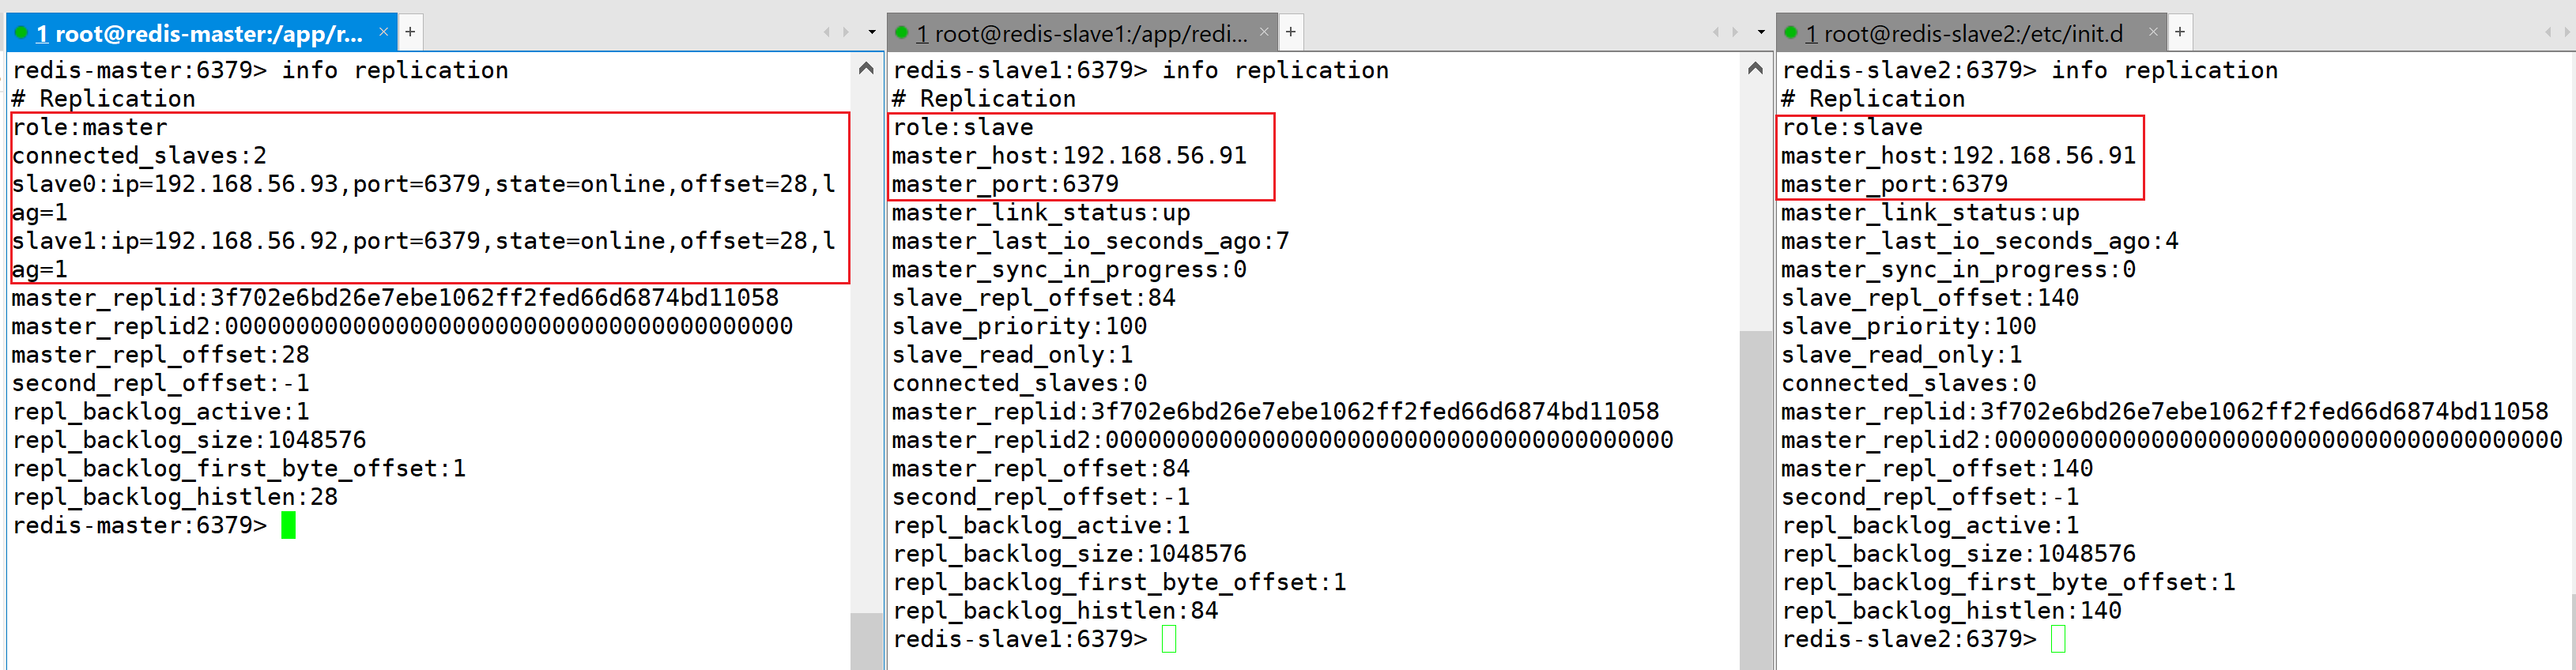 1 root@redis-master:/app/r... × +
redis-master:6379> info replication
# Replication
role:master
connected_slaves:2
slave0:ip=192.168.56.93,port=6379,state=online,offset=28,l
ag=1
slave1:ip=192.168.56.92,port=6379,state=online,offset=28,l
ag=1
master_replid:3f702e6bd26e7ebe1062ff2fed66d6874bd11058
master_replid2:0000000000000000000000000000000000000000
master_repl_offset:28
second_repl_offset:-1
repl_backlog_active:1
repl_backlog_size:1048576
repl_backlog_first_byte_offset:1
repl_backlog_histlen:28
redis-master:6379>
1 root@redis-slave1:/app/redi... × +
redis-slave1:6379> info replication
# Replication
role:slave
master_host:192.168.56.91
master_port:6379
master_link_status:up
master_last_io_seconds_ago:7
master_sync_in_progress:0
slave_repl_offset:84
slave_priority:100
slave_read_only:1
connected_slaves:0
master_replid:3f702e6bd26e7ebe1062ff2fed66d6874bd11058
master_replid2:0000000000000000000000000000000000000000
master_repl_offset:84
second_repl_offset:-1
repl_backlog_active:1
repl_backlog_size:1048576
repl_backlog_first_byte_offset:1
repl_backlog_histlen:84
redis-slave1:6379>
1 root@redis-slave2:/etc/init.d × +
redis-slave2:6379> info replication
# Replication
role:slave
master_host:192.168.56.91
master_port:6379
master_link_status:up
master_last_io_seconds_ago:4
master_sync_in_progress:0
slave_repl_offset:140
slave_priority:100
slave_read_only:1
connected_slaves:0
master_replid:3f702e6bd26e7ebe1062ff2fed66d6874bd11058
master_replid2:0000000000000000000000000000000000000000
master_repl_offset:140
second_repl_offset:-1
repl_backlog_active:1
repl_backlog_size:1048576
repl_backlog_first_byte_offset:1
repl_backlog_histlen:140
redis-slave2:6379>